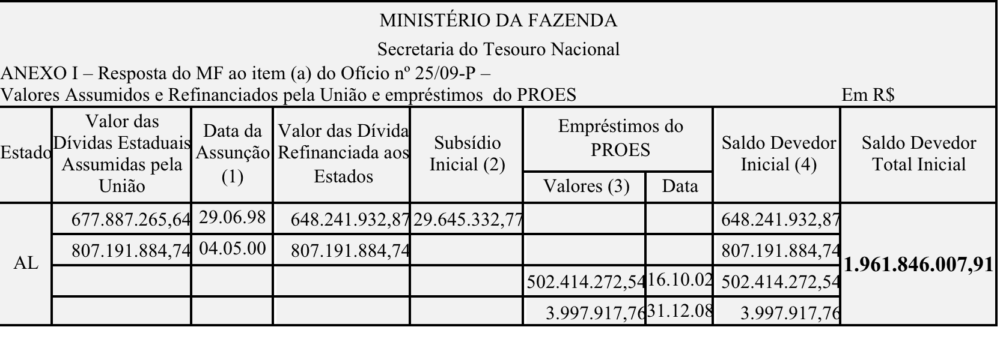 MINISTÉRIO DA FAZENDA
Secretaria do Tesouro Nacional
ANEXO I – Resposta do MF ao item (a) do Ofício nº 25/09-P –
Valores Assumidos e Refinanciados pela União e empréstimos do PROES Em R$
Estado
Valor das
Dívidas Estaduais
Assumidas pela
União
Data da
Assunção
(1)
Valor das Dívida
Refinanciada aos
Estados
Subsídio
Inicial (2)
Empréstimos do
PROES
Valores (3) Data
Saldo Devedor
Inicial (4)
Saldo Devedor
Total Inicial
AL
677.887.265,64 29.06.98 648.241.932,87 29.645.332,77 648.241.932,87
807.191.884,74 04.05.00 807.191.884,74 807.191.884,74
1.961.846.007,91
502.414.272,54 16.10.02 502.414.272,54
3.997.917,76 31.12.08 3.997.917,76